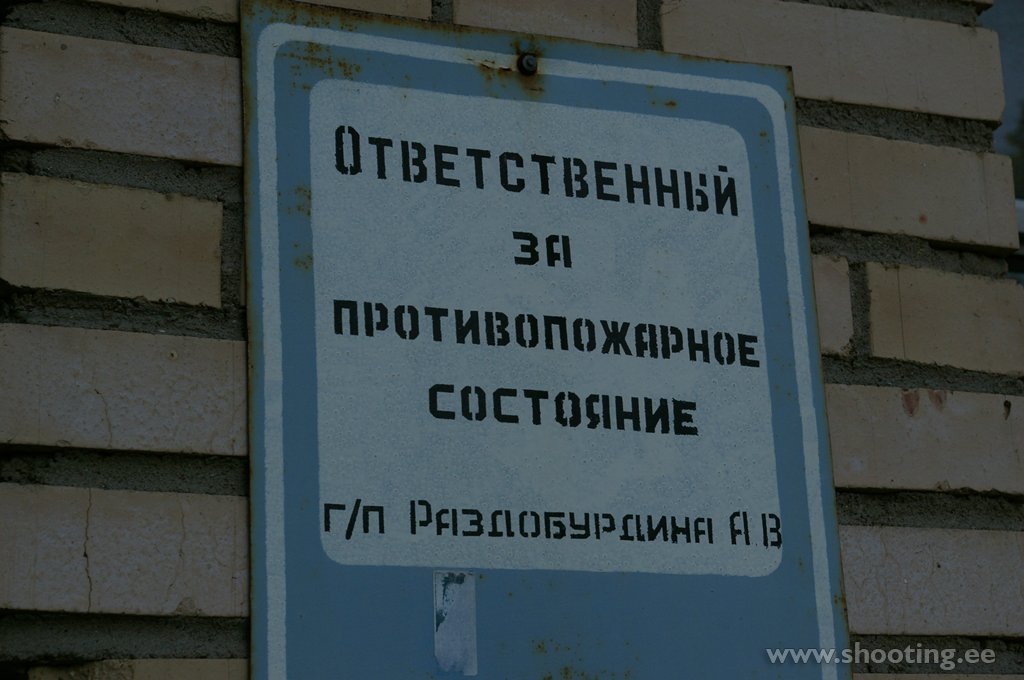 Ответственный
за
противопожарное
состояние
г/п Раздобурдина А.В
www.shooting.ee